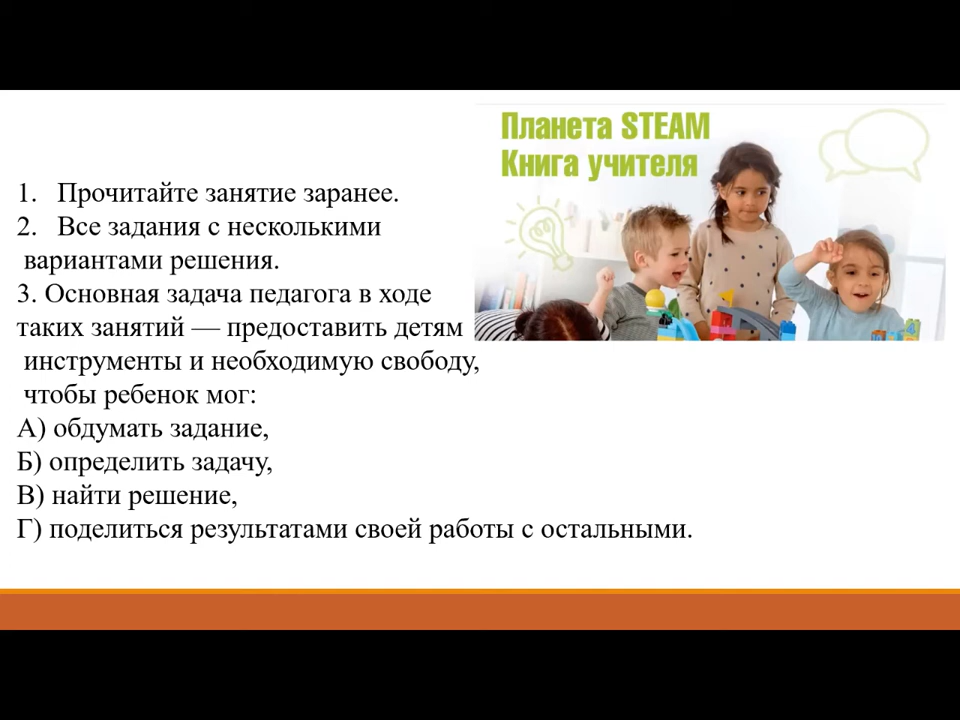 Планета STEAM
Книга учителя
1. Прочитайте занятие заранее.
2. Все задания с несколькими
вариантами решения.
3. Основная задача педагога в ходе
таких занятий — предоставить детям
инструменты и необходимую свободу,
чтобы ребенок мог:
А) обдумать задание,
Б) определить задачу,
В) найти решение,
Г) поделиться результатами своей работы с остальными.